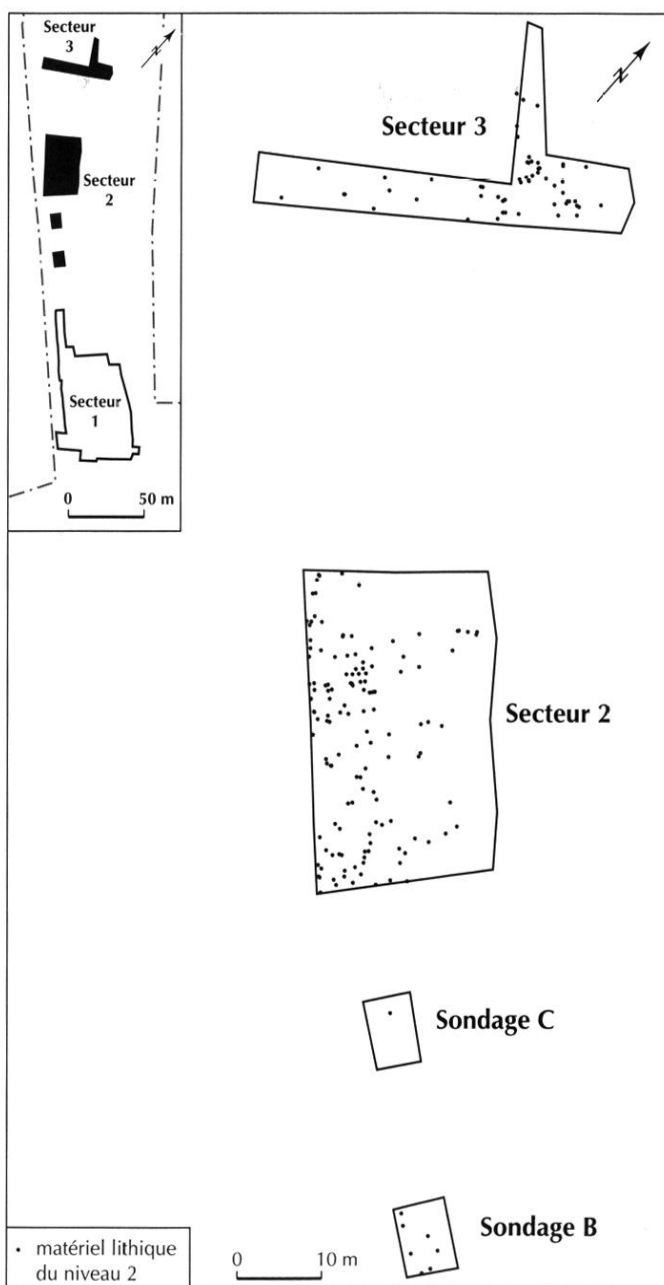 Secteur
3
N
Secteur
2
Secteur
1
0 50 m
N
Secteur 3
Secteur 2
Sondage C
Sondage B
• matériel lithique
du niveau 2
0 10 m